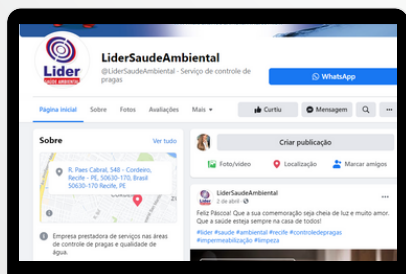 Lider
SAÚDE AMBIENTAL
LiderSaudeAmbiental
@LiderSaudeAmbiental · Serviço de controle de
pragas
WhatsApp
Página inicial Sobre Fotos Avaliações Mais
Curtiu Mensagem
Sobre Ver tudo
R. Paes Cabral, 548 - Cordeiro,
Recife - PE, 50630-170, Brasil
50630-170 Recife, PE
Empresa prestadora de serviços nas áreas
de controle de pragas e qualidade de
água.
Criar publicação
Foto/vídeo Localização Marcar amigos
LiderSaudeAmbiental
2 de abril ·
Feliz Páscoa! Que a sua comemoração seja cheia de luz e muito amor.
Que a saúde esteja sempre na casa de todos!
#lider #saude #ambiental #recife #controledepragas
#impermeabilização #limpeza